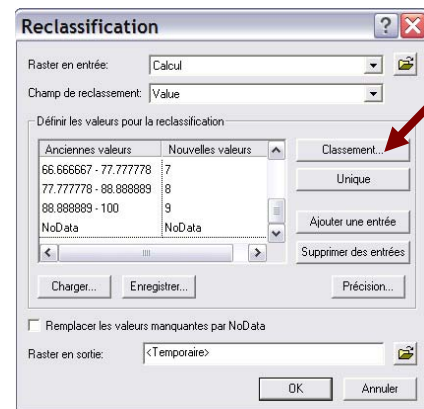 Reclassification
Raster en entrée: Calcul
Champ de reclassement: Value
Définir les valeurs pour la reclassification
Anciennes valeurs Nouvelles valeurs Classement...
66.666667 - 77.777778 7
77.777778 - 88.888889 8 Unique
88.888889 - 100 9
NoData NoData Ajouter une entrée
Supprimer des entrées
Charger... Enregistrer... Précision...
Remplacer les valeurs manquantes par NoData
Raster en sortie: <Temporaire>
OK Annuler